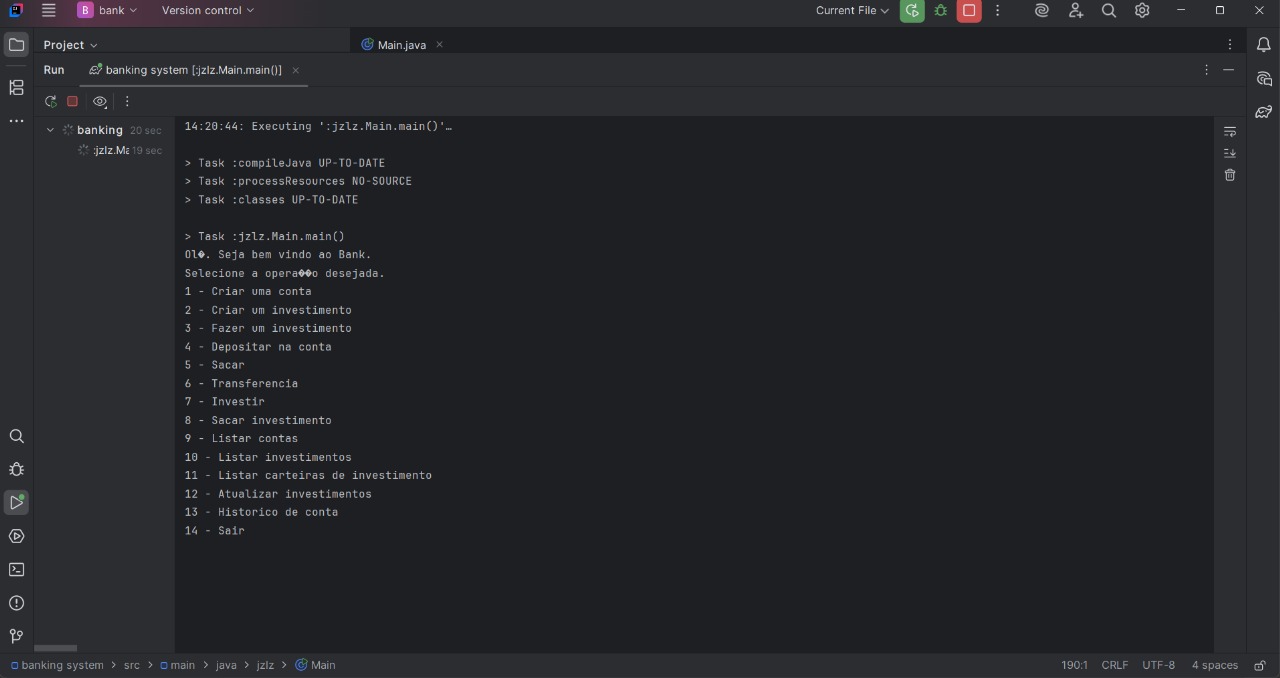 B bank
Version control
Current File
Project
Main.java
Run
banking system [:jzlz.Main.main()]
banking 20 sec
:jzlz.Ma 19 sec
14:20:44: Executing ':jzlz.Main.main()'…
> Task :compileJava UP-TO-DATE
> Task :processResources NO-SOURCE
> Task :classes UP-TO-DATE
> Task :jzlz.Main.main()
Ol�. Seja bem vindo ao Bank.
Selecione a opera��o desejada.
1 - Criar uma conta
2 - Criar um investimento
3 - Fazer um investimento
4 - Depositar na conta
5 - Sacar
6 - Transferencia
7 - Investir
8 - Sacar investimento
9 - Listar contas
10 - Listar investimentos
11 - Listar carteiras de investimento
12 - Atualizar investimentos
13 - Historico de conta
14 - Sair
banking system > src > main > java > jzlz > Main
190:1 CRLF UTF-8 4 spaces